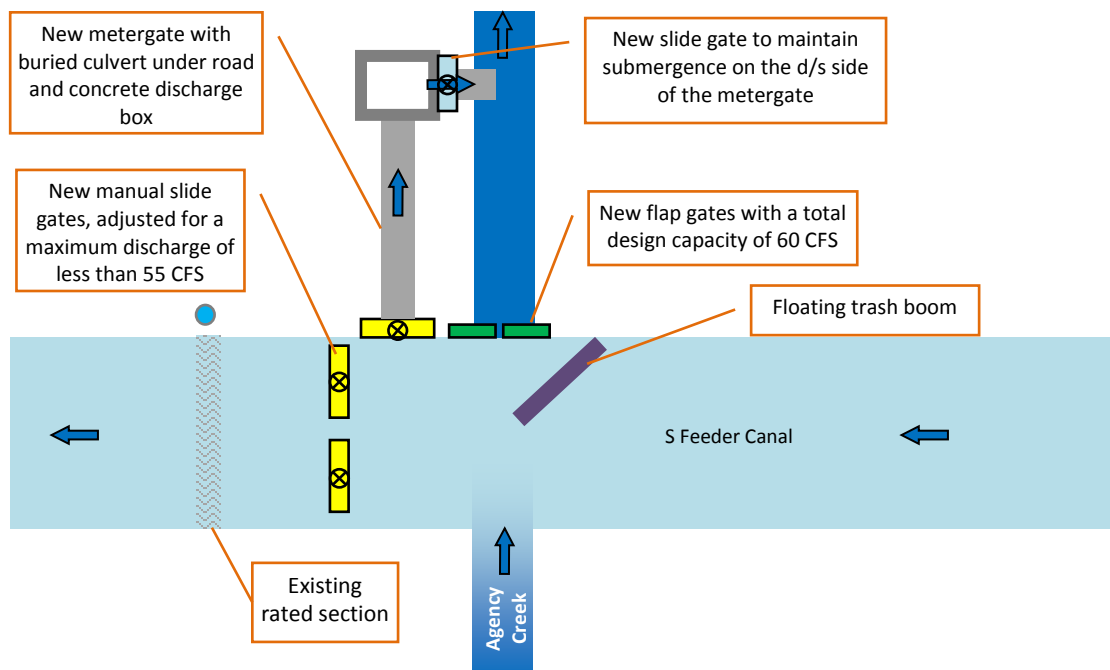 New metergate with
buried culvert under road
and concrete discharge
box
New slide gate to maintain
submergence on the d/s side
of the metergate
New manual slide
gates, adjusted for a
maximum discharge of
less than 55 CFS
New flap gates with a total
design capacity of 60 CFS
Floating trash boom
S Feeder Canal
Existing
rated section
Agency
Creek